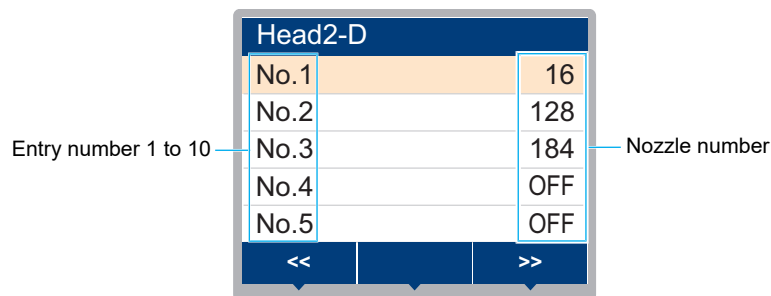 Head2-D
No.1 16
No.2 128
Entry number 1 to 10 No.3 184 Nozzle number
No.4 OFF
No.5 OFF
<< >>